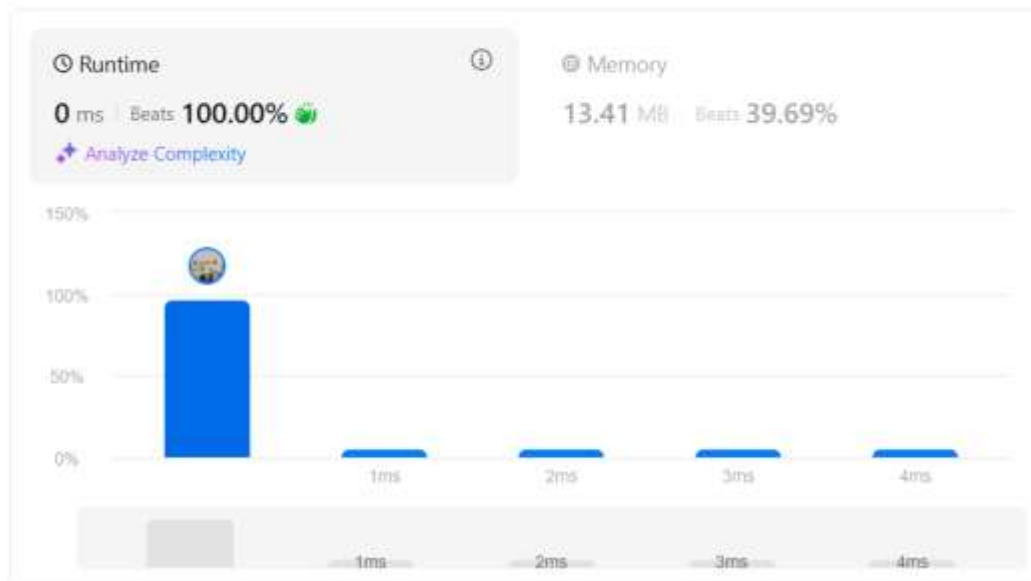 Runtime
0 ms Beats 100.00%
Analyze Complexity
Memory
13.41 MB Beats 39.69%
150%
100%
50%
0%
1ms 2ms 3ms 4ms
1ms 2ms 3ms 4ms